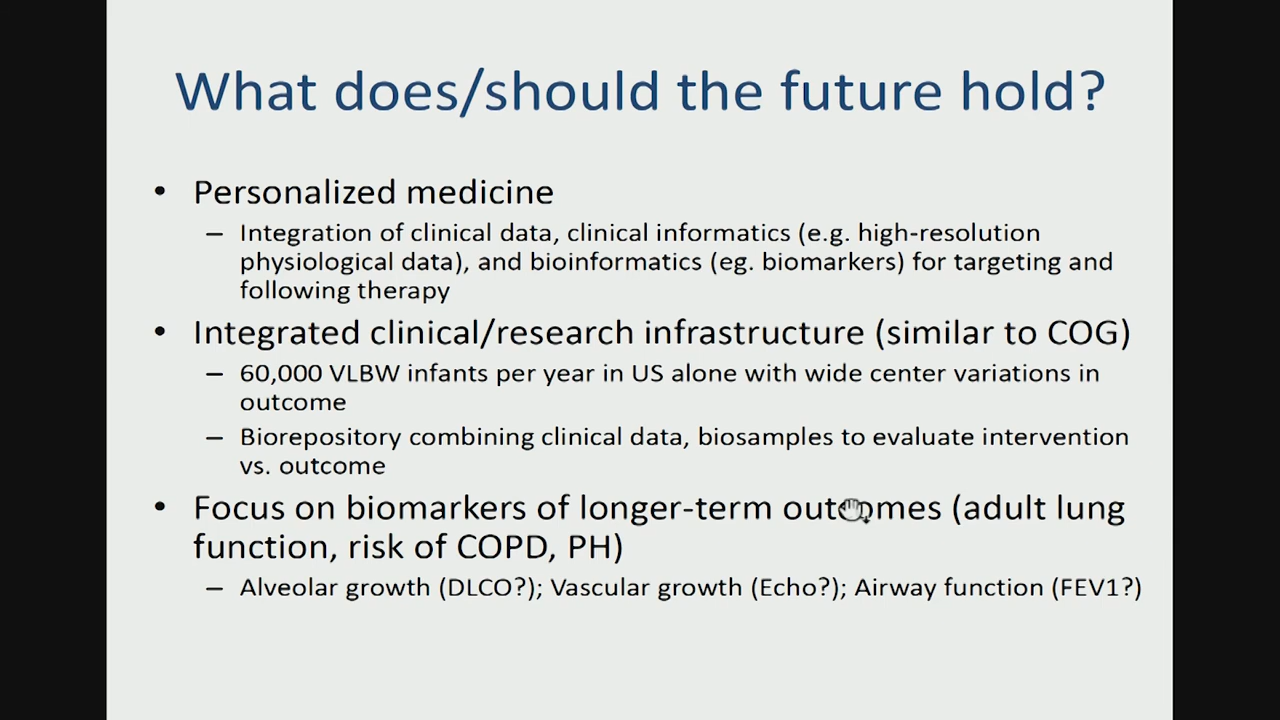 What does/should the future hold?
• Personalized medicine
– Integration of clinical data, clinical informatics (e.g. high-resolution
physiological data), and bioinformatics (eg. biomarkers) for targeting and
following therapy
• Integrated clinical/research infrastructure (similar to COG)
– 60,000 VLBW infants per year in US alone with wide center variations in
outcome
– Biorepository combining clinical data, biosamples to evaluate intervention
vs. outcome
• Focus on biomarkers of longer-term outcomes (adult lung
function, risk of COPD, PH)
– Alveolar growth (DLCO?); Vascular growth (Echo?); Airway function (FEV1?)